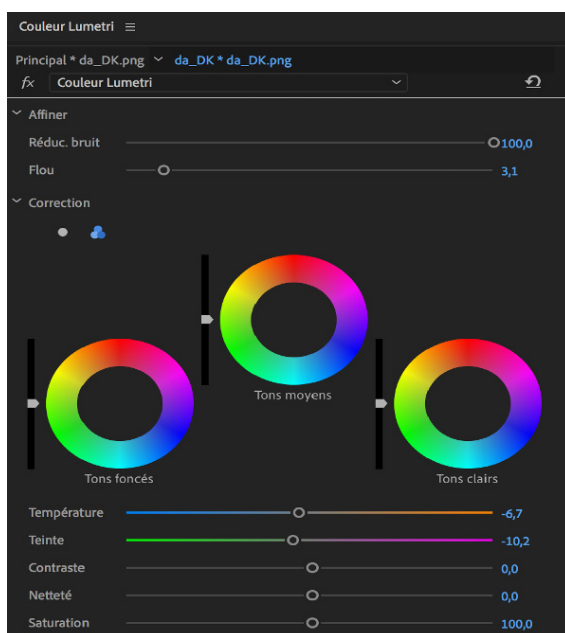 Couleur Lumetri
Principal * da_DK.png da_DK * da_DK.png
fx Couleur Lumetri
Affiner
Réduc. bruit 100,0
Flou 3,1
Correction
Tons moyens
Tons foncés Tons clairs
Température -6,7
Teinte -10,2
Contraste 0,0
Netteté 0,0
Saturation 100,0